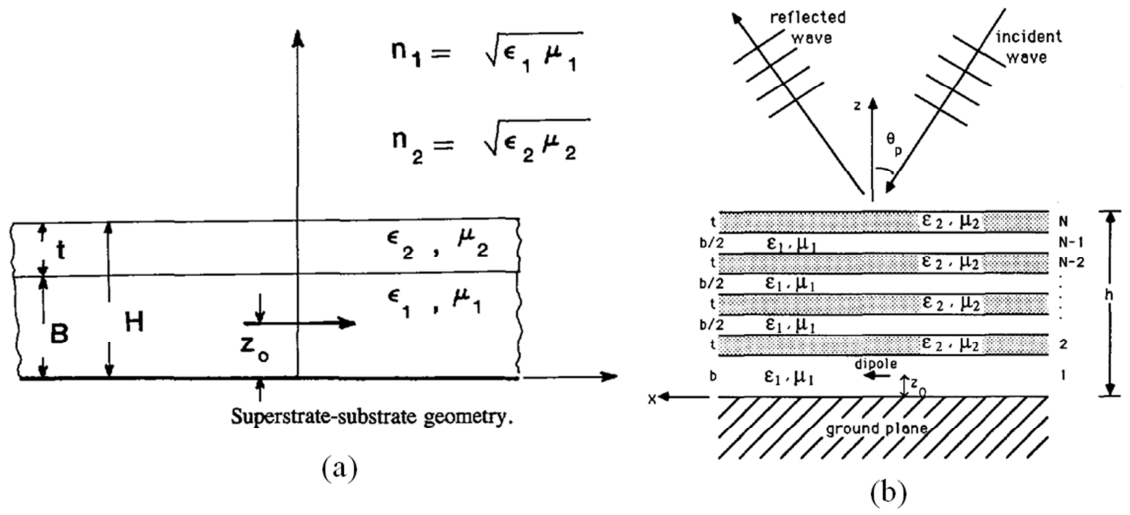 n₁ = √ϵ₁ μ₁
n₂ = √ϵ₂ μ₂
t
ϵ₂ , μ₂
B
H
ϵ₁ , μ₁
z₀
Superstrate-substrate geometry.
(a)
reflected
wave
incident
wave
z
θp
t ε₂ , μ₂ N
b/2 ε₁ , μ₁ N-1
t ε₂ , μ₂ N-2
b/2 ε₁ , μ₁
t ε₂ , μ₂
b/2 ε₁ , μ₁
t ε₂ , μ₂ 2
h
dipole
b ε₁ , μ₁ z₀ 1
x
ground plane
(b)